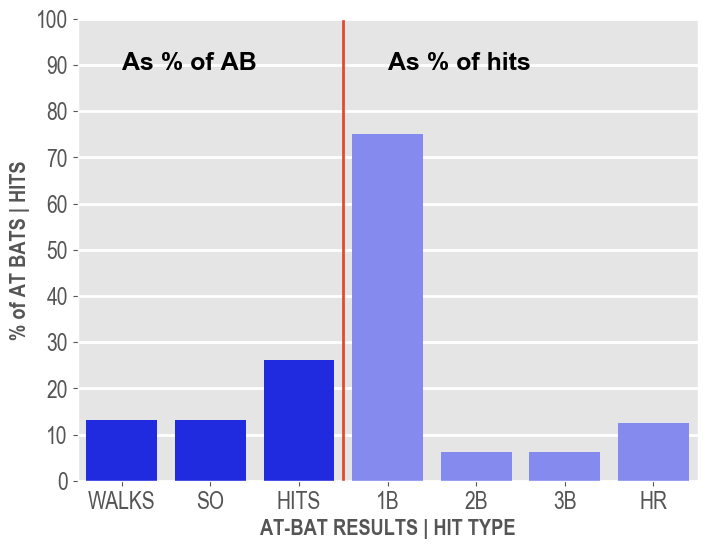 100
90
80
70
60
50
40
30
20
10
0
% of AT BATS | HITS
As % of AB
As % of hits
WALKS SO HITS 1B 2B 3B HR
AT-BAT RESULTS | HIT TYPE